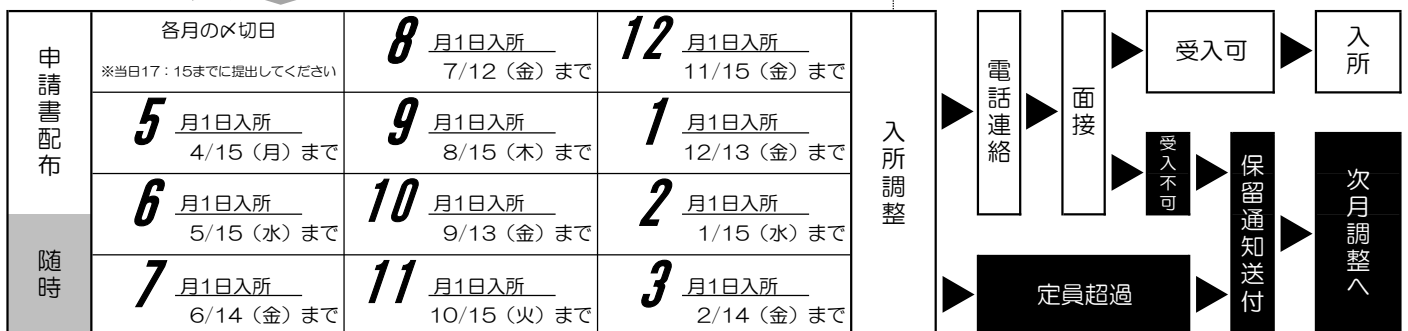 申請書配布
随時
各月の〆切日
※当日17：15までに提出してください
5 月1日入所
4/15（月）まで
6 月1日入所
5/15（水）まで
7 月1日入所
6/14（金）まで
8 月1日入所
7/12（金）まで
9 月1日入所
8/15（木）まで
10 月1日入所
9/13（金）まで
11 月1日入所
10/15（火）まで
12 月1日入所
11/15（金）まで
1 月1日入所
12/13（金）まで
2 月1日入所
1/15（水）まで
3 月1日入所
2/14（金）まで
入所調整
電話連絡
面接
受入可
入所
受入不可
保留通知送付
次月調整へ
定員超過